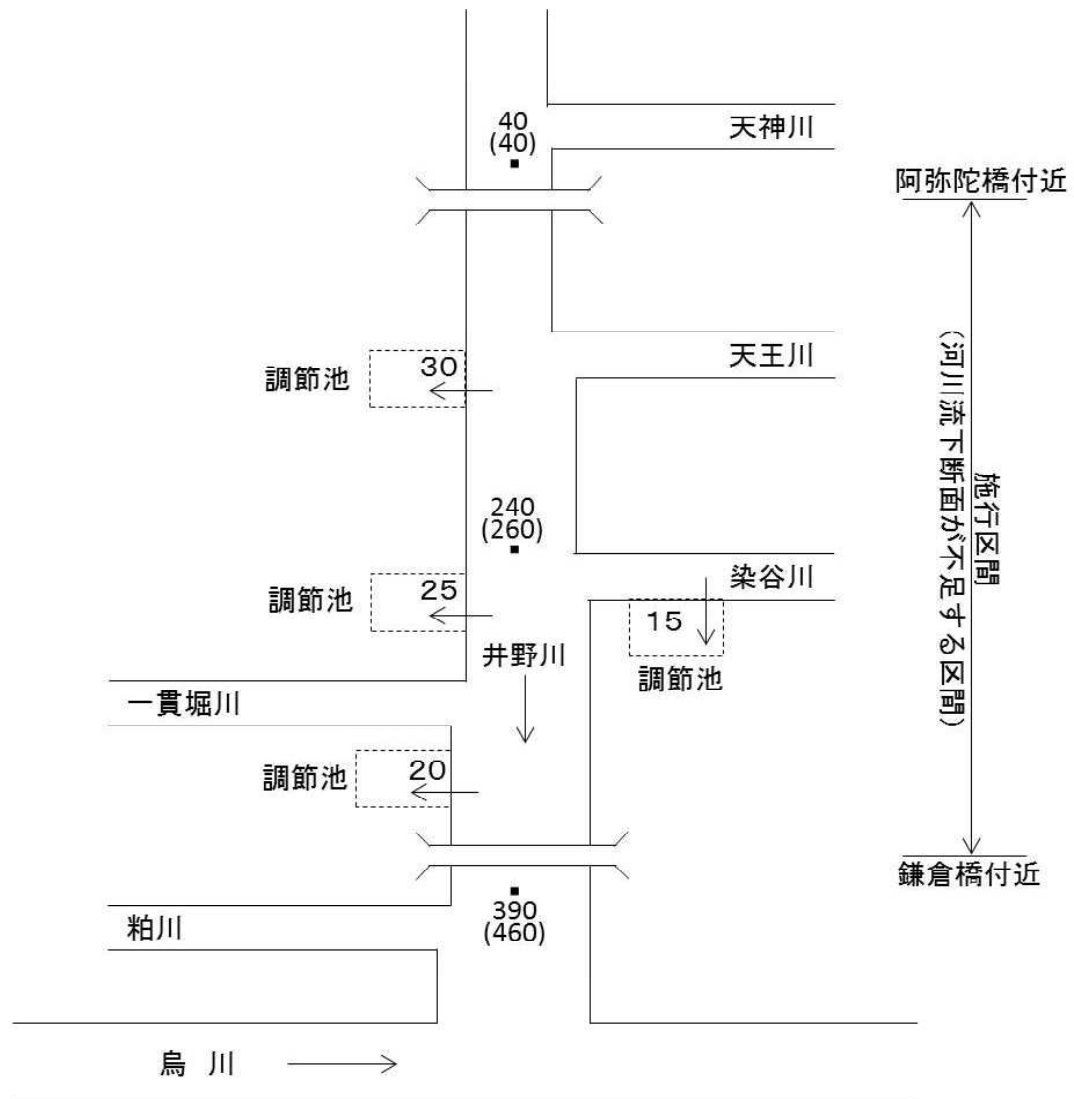 40
(40)
天神川
阿弥陀橋付近
調節池
30
天王川
施行区間
(河川流下断面が不足する区間)
240
(260)
調節池
25
染谷川
15
調節池
井野川
一貫堀川
調節池
20
鎌倉橋付近
390
(460)
粕川
烏川